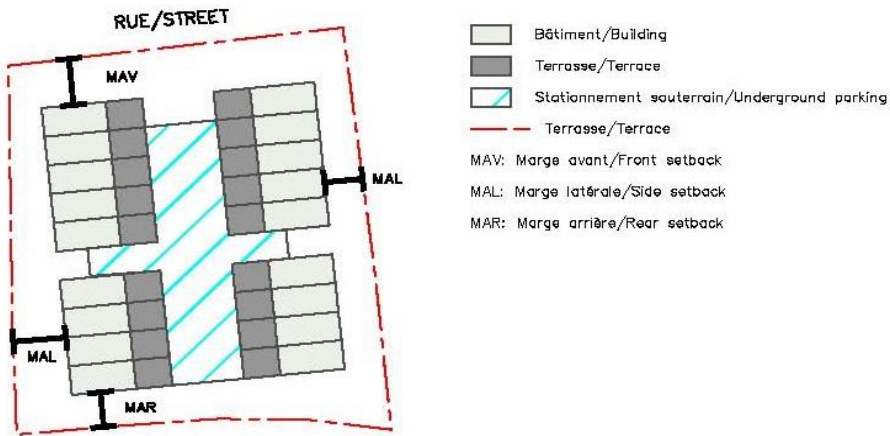 RUE/STREET
MAV
MAL
MAL
MAR
Bâtiment/Building
Terrasse/Terrace
Stationnement souterrain/Underground parking
Terrasse/Terrace
MAV: Marge avant/Front setback
MAL: Marge latérale/Side setback
MAR: Marge arrière/Rear setback